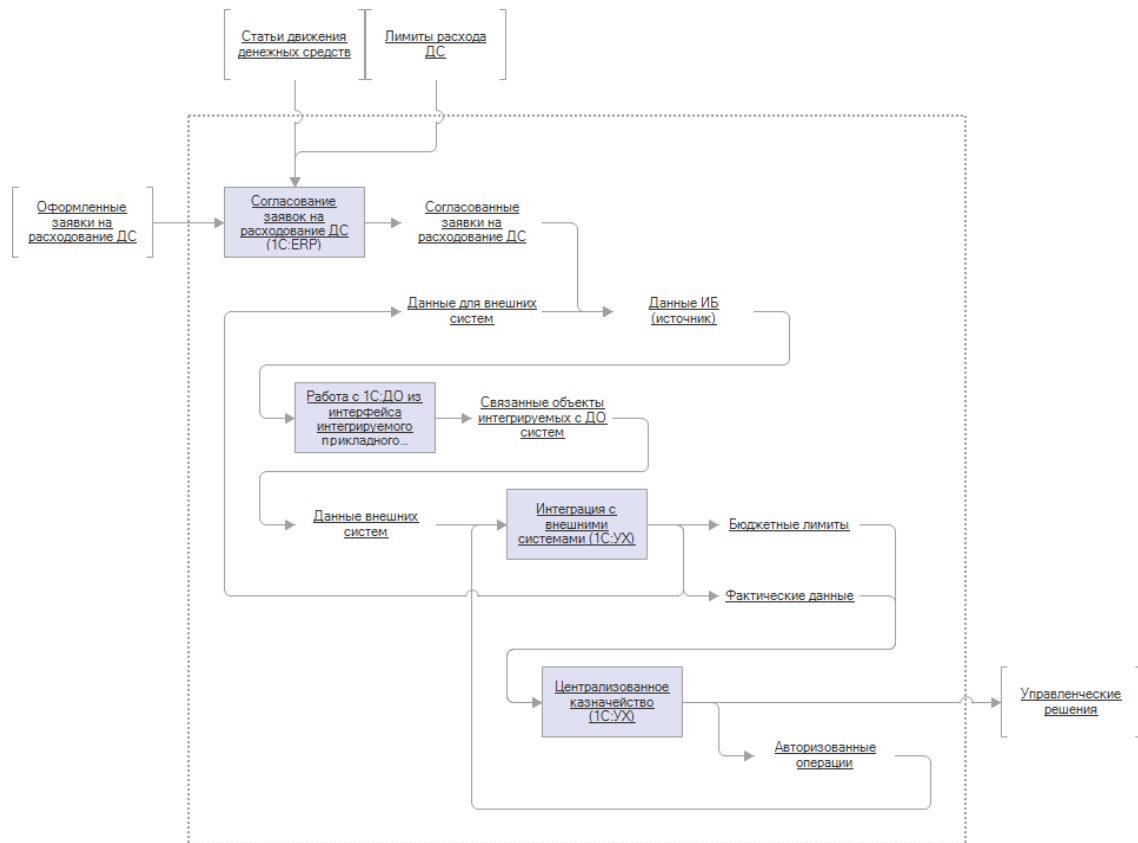 Статьи движения
денежных средств
Лимиты расхода
ДС
Оформленные
заявки на
расходование ДС
Согласование
заявок на
расходование ДС
(1С:ERP)
Согласованные
заявки на
расходование ДС
Данные для внешних
систем
Данные ИБ
(источник)
Работа с 1С:ДО из
интерфейса
интегрируемого
прикладного...
Связанные объекты
интегрируемых с ДО
систем
Данные внешних
систем
Интеграция с
внешними
системами (1С:УХ)
Бюджетные лимиты
Фактические данные
Централизованное
казначейство
(1С:УХ)
Управленческие
решения
Авторизованные
операции